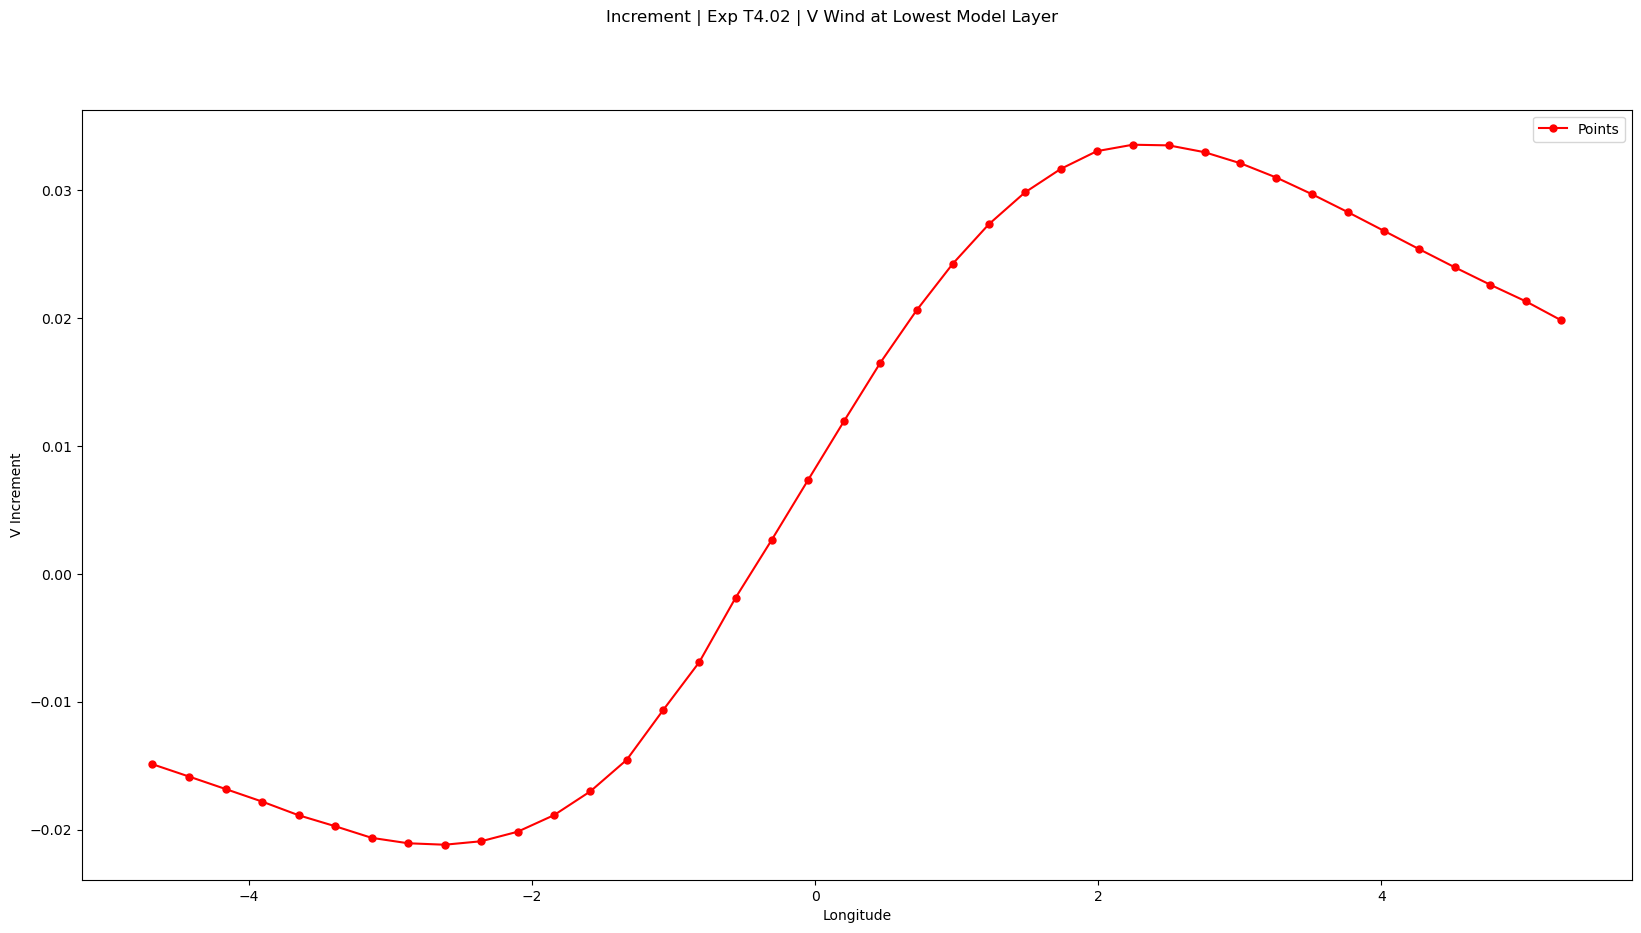 Increment | Exp T4.02 | V Wind at Lowest Model Layer
Points
V Increment
0.03
0.02
0.01
0.00
−0.01
−0.02
−4
−2
0
2
4
Longitude